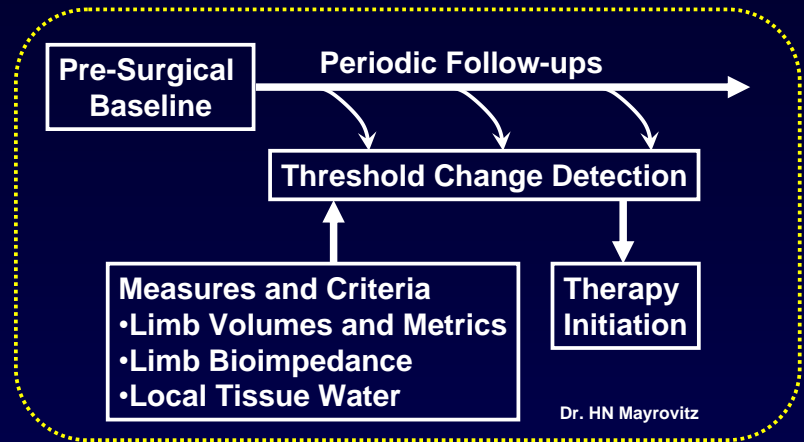 Pre-Surgical
Baseline
Periodic Follow-ups
Threshold Change Detection
Measures and Criteria
•Limb Volumes and Metrics
•Limb Bioimpedance
•Local Tissue Water
Therapy
Initiation
Dr. HN Mayrovitz